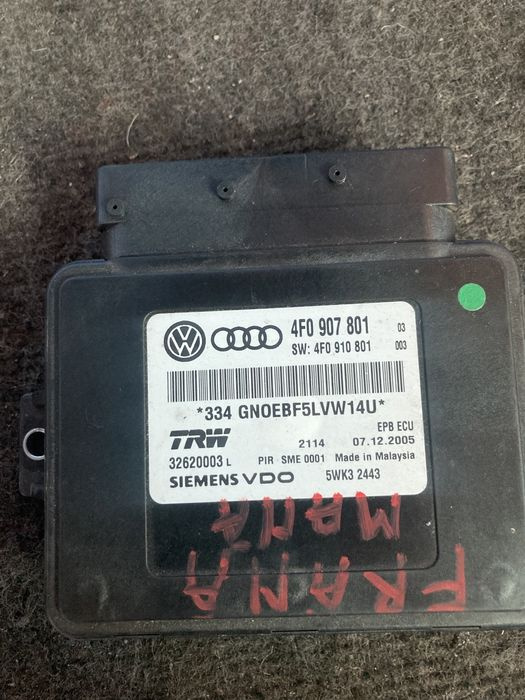 4F0 907 801 03
SW: 4F0 910 801 003
*334 GNOEBF5LVW14U*
EPB ECU
TRW 2114 07.12.2005
32620003 L PIR SME 0001 Made in Malaysia
SIEMENS VDO 5WK3 2443
FRANA
MANA